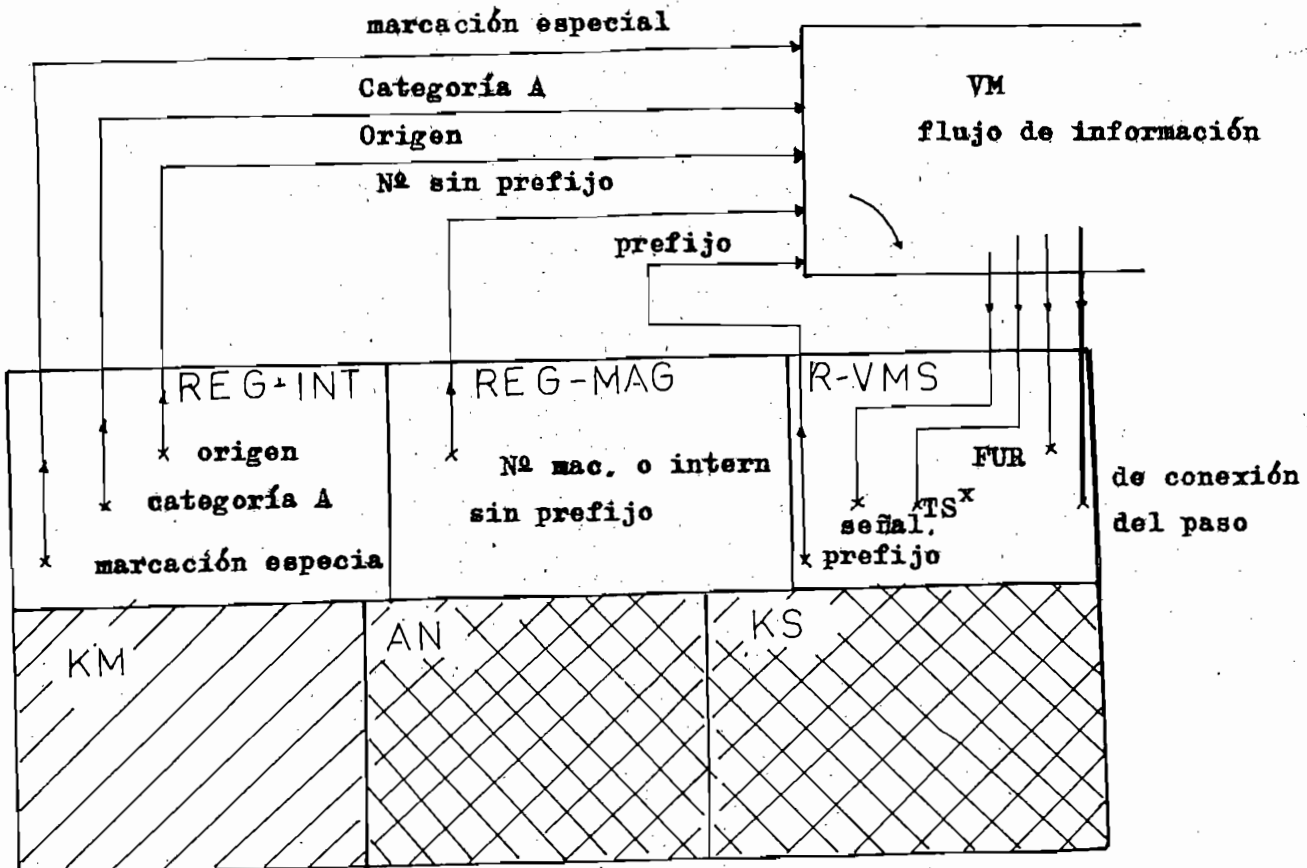 marcación especial
Categoría A
Origen
Nº sin prefijo
prefijo
VM
flujo de información
REG-INT
origen
categoría A
marcación especia
REG-MAG
Nº mac. o intern
sin prefijo
R-VMS
FUR
TSx
señal.
prefijo
de conexión
del paso
KM
AN
KS